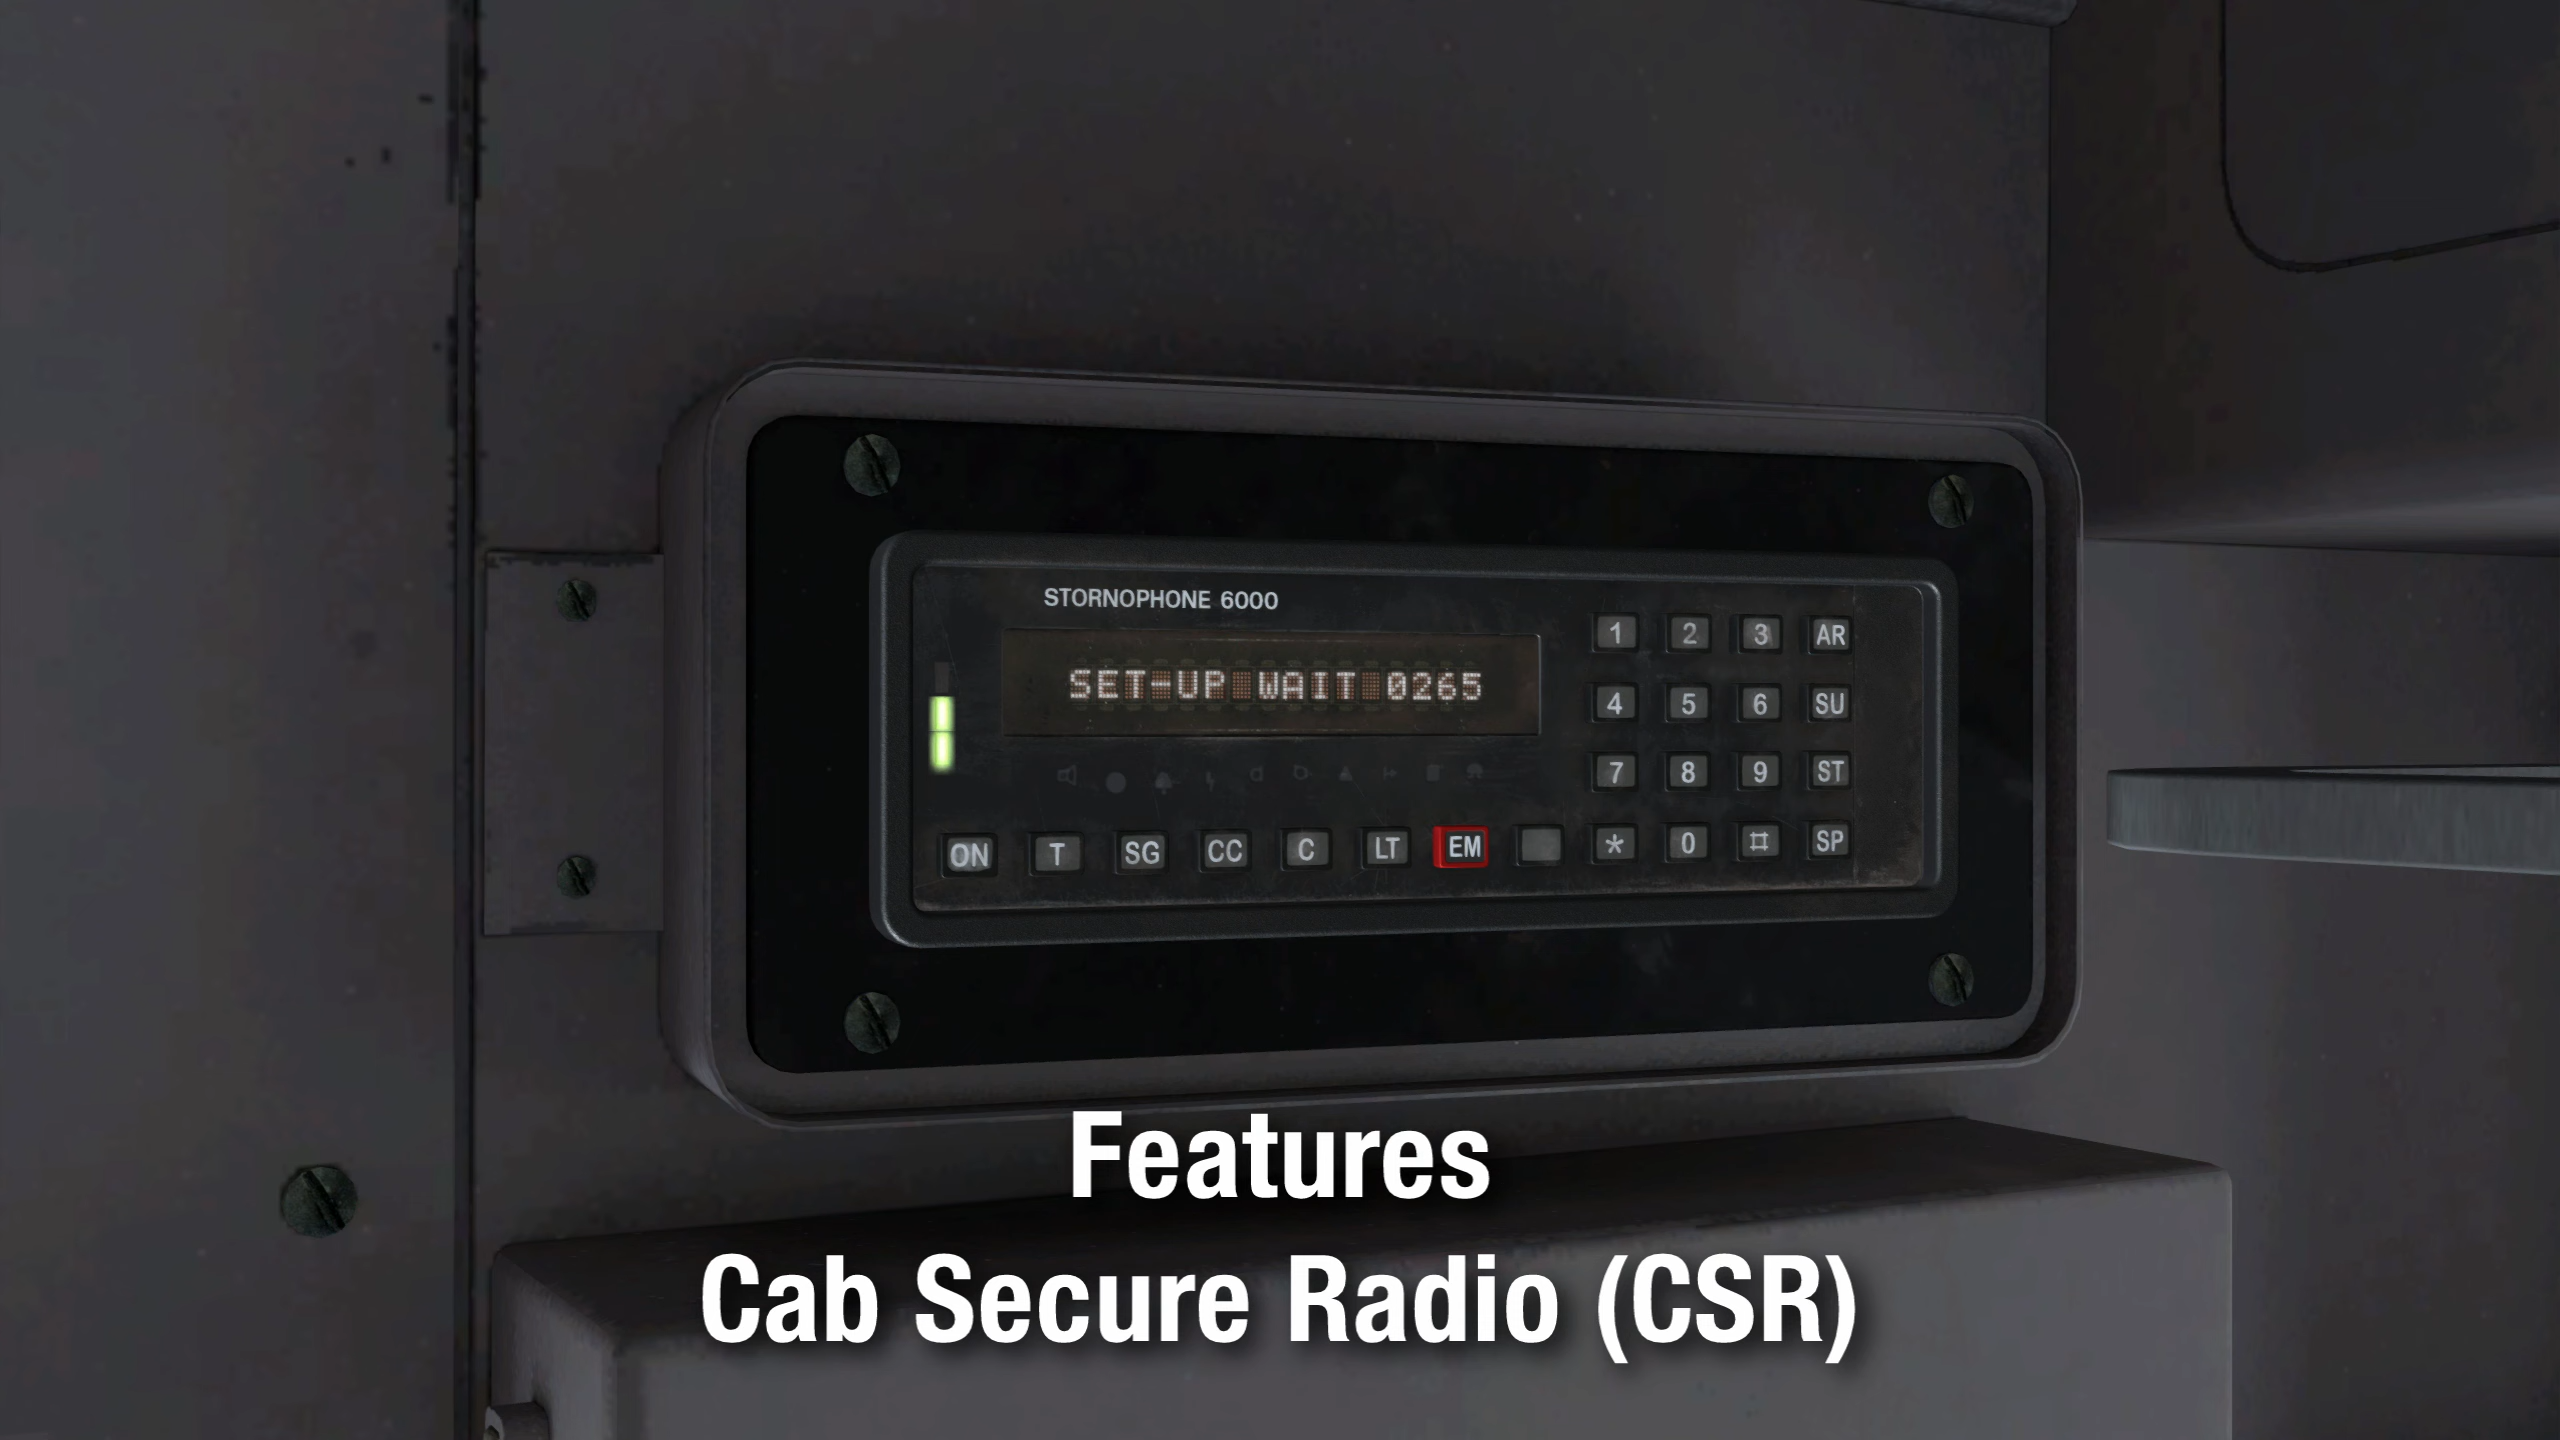 STORNOPHONE 6000
SET-UP WAIT 0265
1 2 3 AR
4 5 6 SU
7 8 9 ST
ON T SG CC C LT EM * 0 ⌗ SP
Features
Cab Secure Radio (CSR)